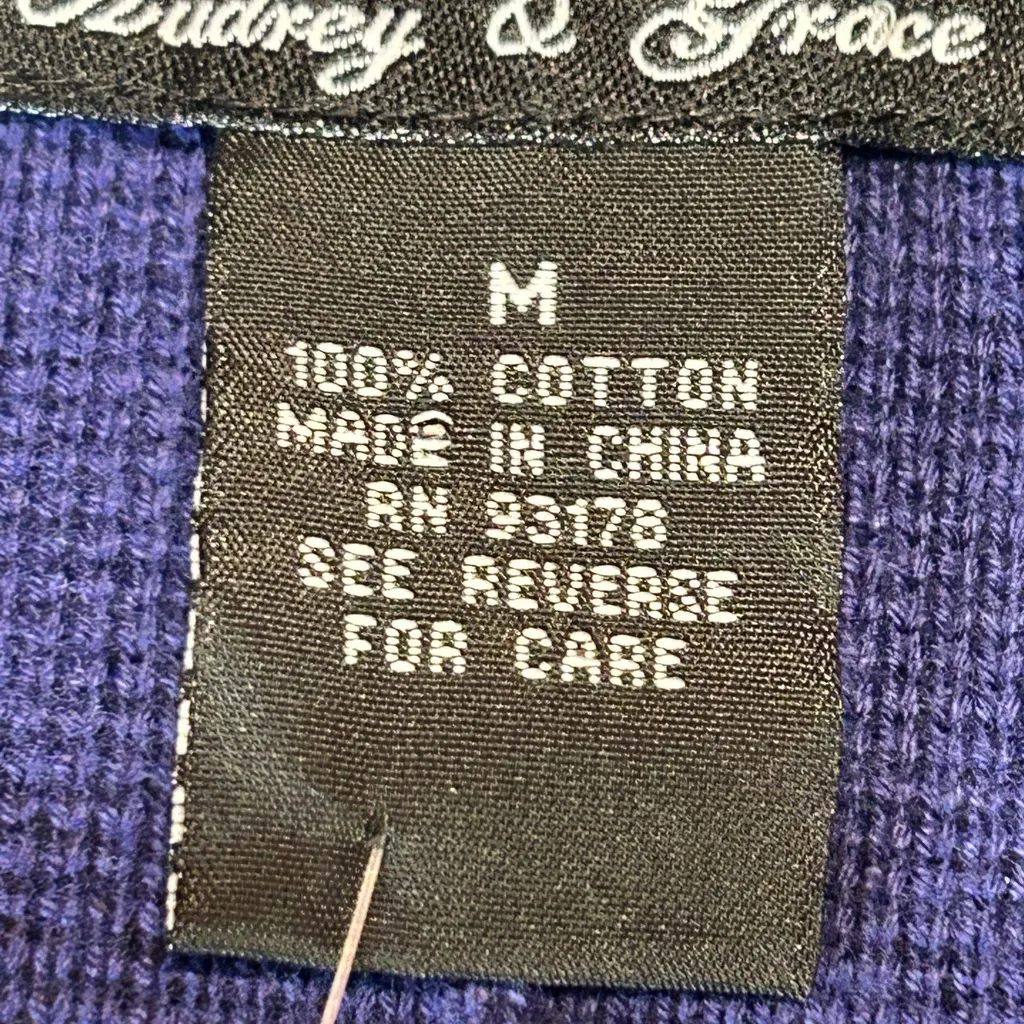 Audrey & Grace
M
100% COTTON
MADE IN CHINA
RN 93176
SEE REVERSE
FOR CARE